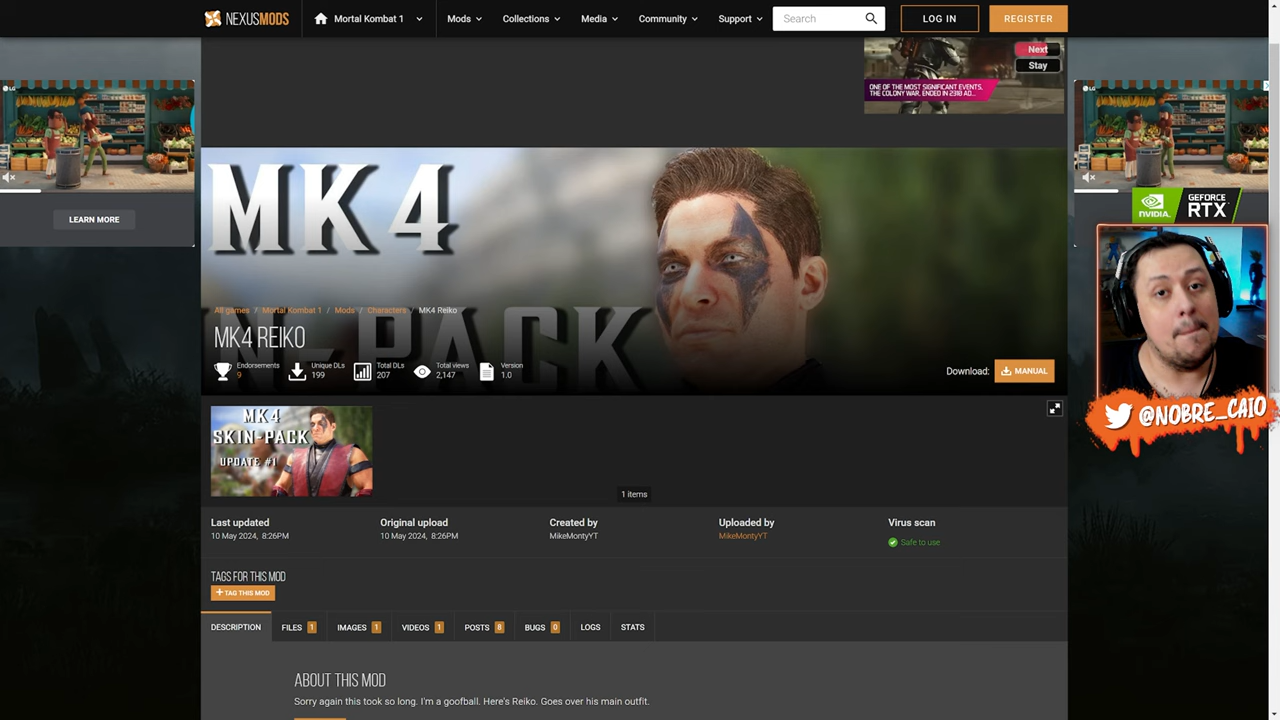 NEXUSMODS
Mortal Kombat 1
Mods
Collections
Media
Community
Support
Search
LOG IN
REGISTER
Next
Stay
ONE OF THE MOST SIGNIFICANT EVENTS,
THE COLONY WAR, ENDED IN 2310 AD...
LG
LG
LEARN MORE
MK4
N-PACK
All games / Mortal Kombat 1 / Mods / Characters / MK4 Reiko
MK4 REIKO
Endorsements
9
Unique DLs
199
Total DLs
207
Total views
2,147
Version
1.0
Download:
MANUAL
NVIDIA.
GEFORCE
RTX
@NOBRE_CAIO
MK4
SKIN-PACK
UPDATE #1
1 items
Last updated
10 May 2024, 8:26PM
Original upload
10 May 2024, 8:26PM
Created by
MikeMontyYT
Uploaded by
MikeMontyYT
Virus scan
Safe to use
TAGS FOR THIS MOD
+ TAG THIS MOD
DESCRIPTION
FILES 1
IMAGES 1
VIDEOS 1
POSTS 8
BUGS 0
LOGS
STATS
ABOUT THIS MOD
Sorry again this took so long. I'm a goofball. Here's Reiko. Goes over his main outfit.